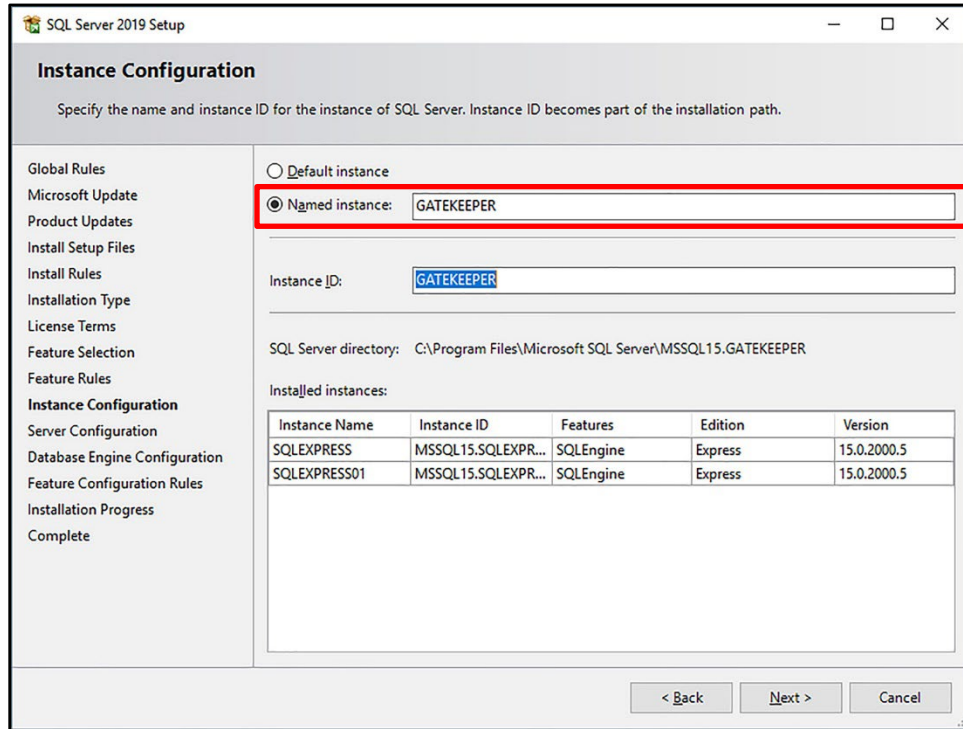 SQL Server 2019 Setup
Instance Configuration
Specify the name and instance ID for the instance of SQL Server. Instance ID becomes part of the installation path.
Global Rules
Microsoft Update
Product Updates
Install Setup Files
Install Rules
Installation Type
License Terms
Feature Selection
Feature Rules
Instance Configuration
Server Configuration
Database Engine Configuration
Feature Configuration Rules
Installation Progress
Complete
Default instance
Named instance: GATEKEEPER
Instance ID: GATEKEEPER
SQL Server directory: C:\Program Files\Microsoft SQL Server\MSSQL15.GATEKEEPER
Installed instances:
Instance Name Instance ID Features Edition Version
SQLEXPRESS MSSQL15.SQLEXPR... SQLEngine Express 15.0.2000.5
SQLEXPRESS01 MSSQL15.SQLEXPR... SQLEngine Express 15.0.2000.5
< Back Next > Cancel